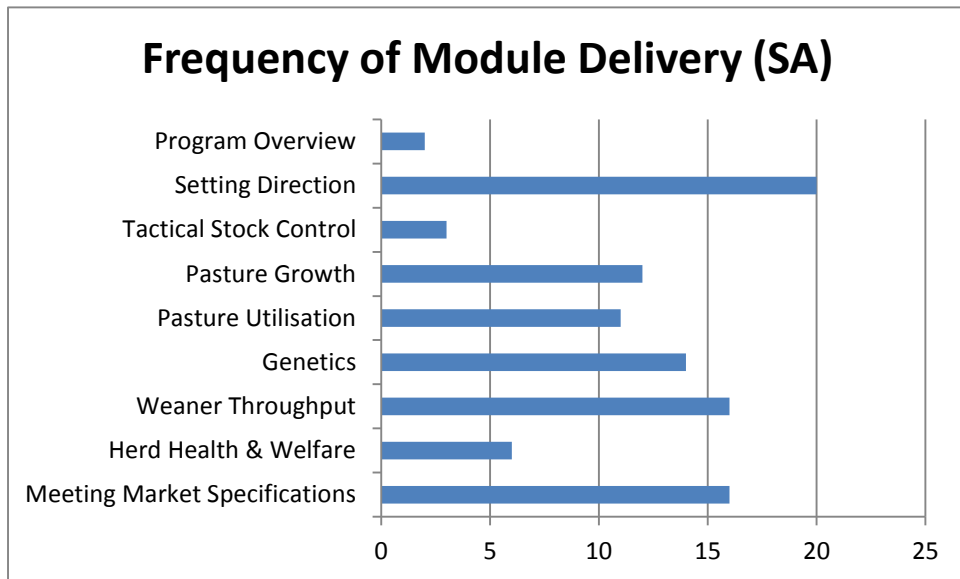 Frequency of Module Delivery (SA)
Program Overview
Setting Direction
Tactical Stock Control
Pasture Growth
Pasture Utilisation
Genetics
Weaner Throughput
Herd Health & Welfare
Meeting Market Specifications
0 5 10 15 20 25